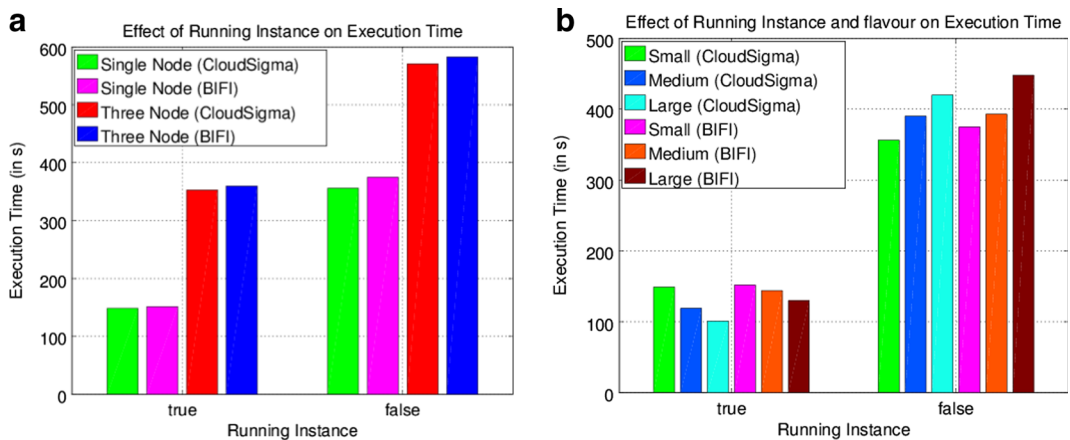 a
Effect of Running Instance on Execution Time
600
500
400
300
200
100
0
Execution Time (in s)
Single Node (CloudSigma)
Single Node (BIFI)
Three Node (CloudSigma)
Three Node (BIFI)
true
false
Running Instance
b
Effect of Running Instance and flavour on Execution Time
500
400
300
200
100
0
Execution Time (in s)
Small (CloudSigma)
Medium (CloudSigma)
Large (CloudSigma)
Small (BIFI)
Medium (BIFI)
Large (BIFI)
true
false
Running Instance